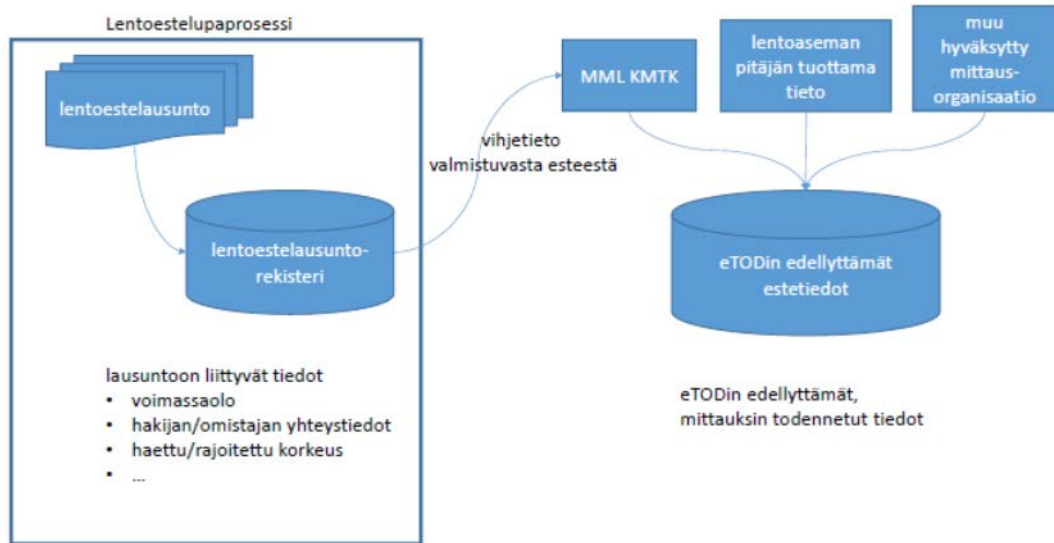 Lentoestelupaprosessi
lentoestelausunto
lentoestelausunto-
rekisteri
lausuntoon liittyvät tiedot
• voimassaolo
• hakijan/omistajan yhteystiedot
• haettu/rajoitettu korkeus
• ...
vihjetieto
valmistuvasta esteestä
MML KMTK
lentoaseman
pitäjän tuottama
tieto
muu
hyväksytty
mittaus-
organisaatio
eTODin edellyttämät
estetiedot
eTODin edellyttämät,
mittauksin todennetut tiedot